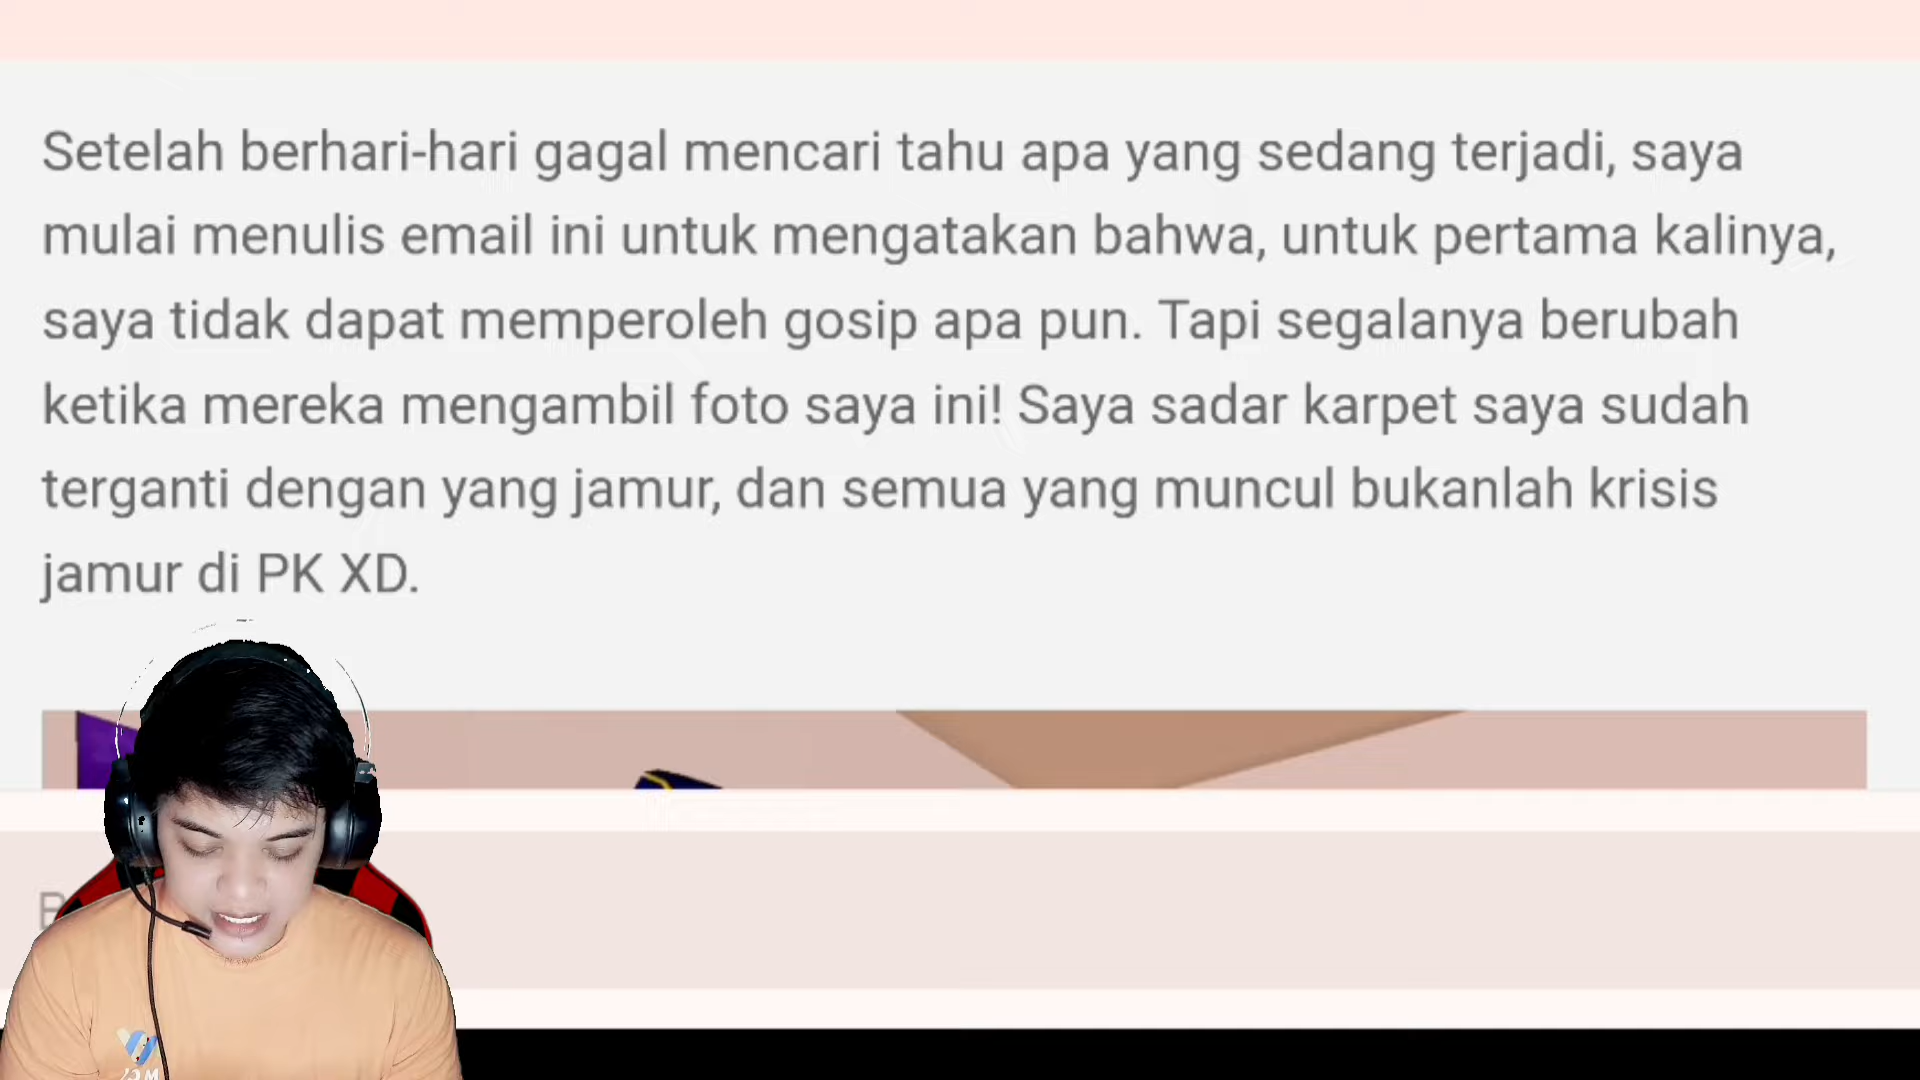 Setelah berhari-hari gagal mencari tahu apa yang sedang terjadi, saya
mulai menulis email ini untuk mengatakan bahwa, untuk pertama kalinya,
saya tidak dapat memperoleh gosip apa pun. Tapi segalanya berubah
ketika mereka mengambil foto saya ini! Saya sadar karpet saya sudah
terganti dengan yang jamur, dan semua yang muncul bukanlah krisis
jamur di PK XD.